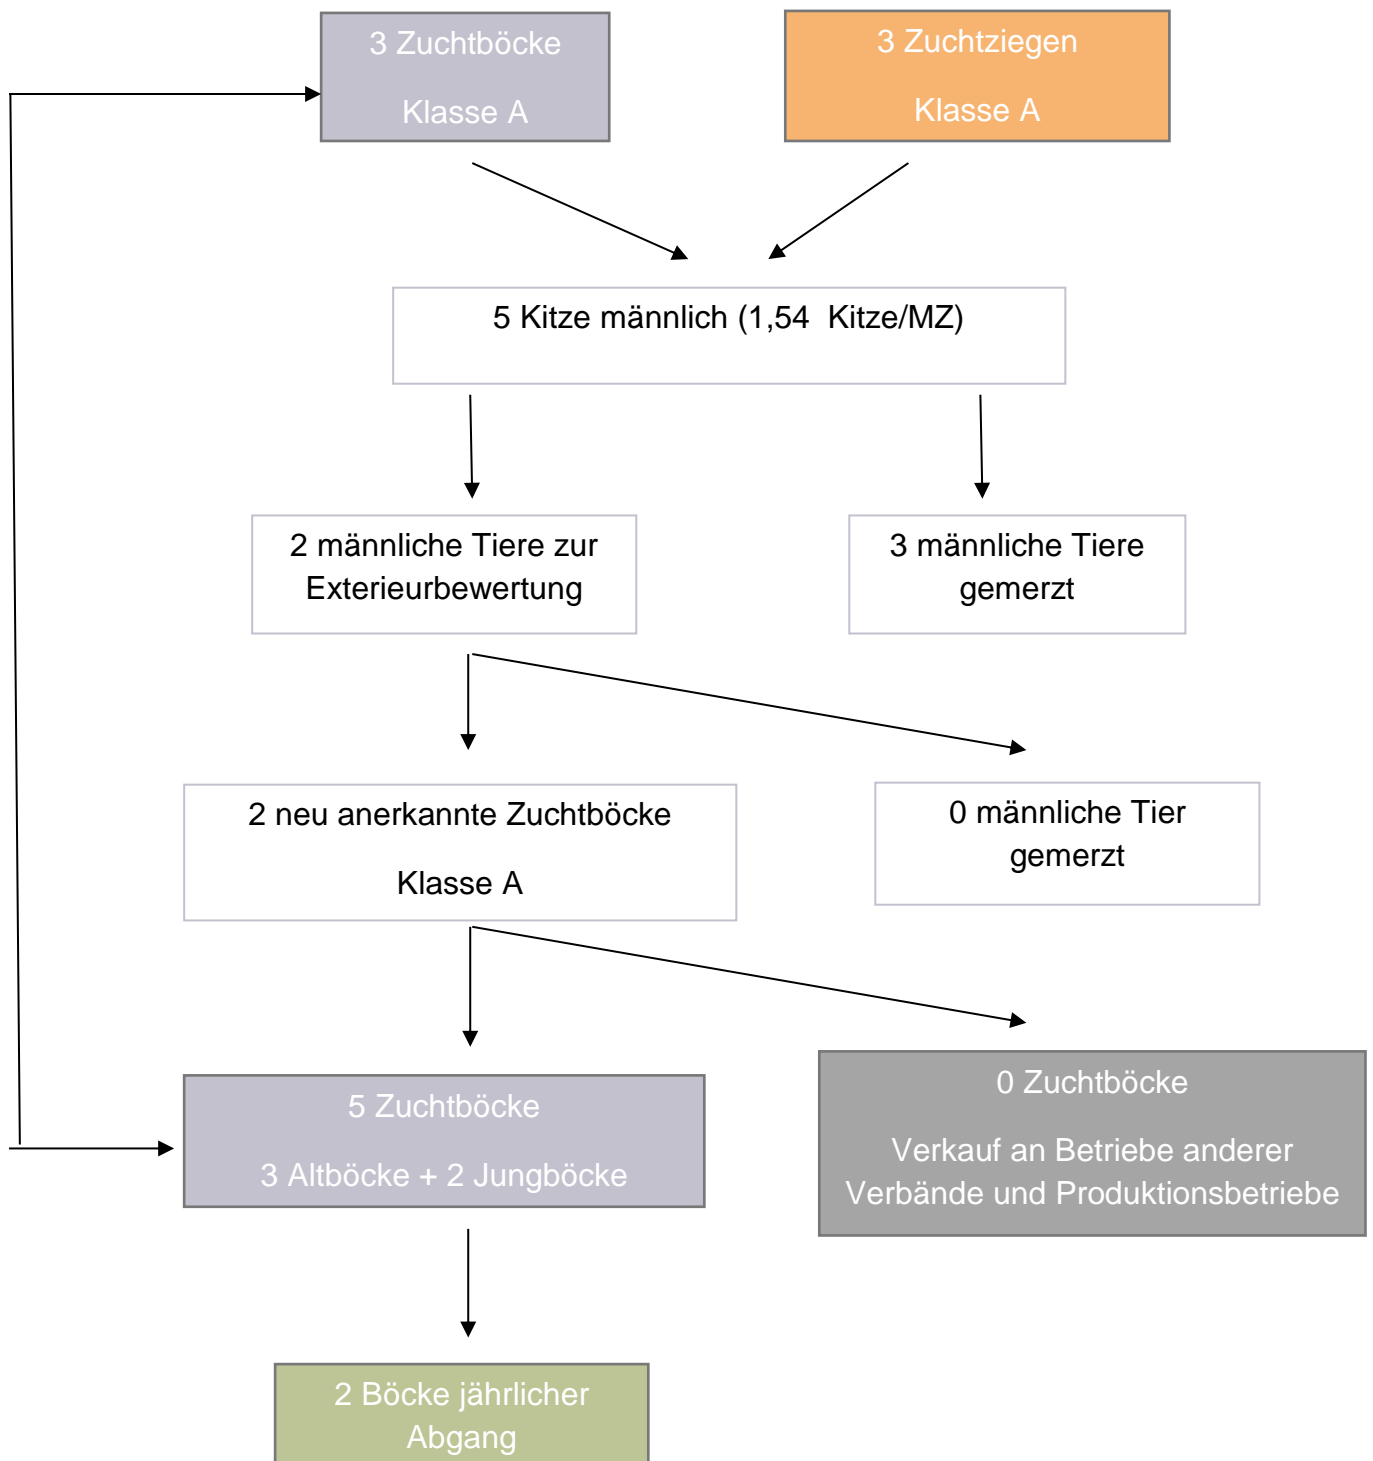 3 Zuchtböcke
Klasse A
3 Zuchtziegen
Klasse A
5 Kitze männlich (1,54  Kitze/MZ)
2 männliche Tiere zur
Exterieurbewertung
3 männliche Tiere
gemerzt
2 neu anerkannte Zuchtböcke
Klasse A
0 männliche Tier
gemerzt
5 Zuchtböcke
3 Altböcke + 2 Jungböcke
0 Zuchtböcke
Verkauf an Betriebe anderer
Verbände und Produktionsbetriebe
2 Böcke jährlicher
Abgang